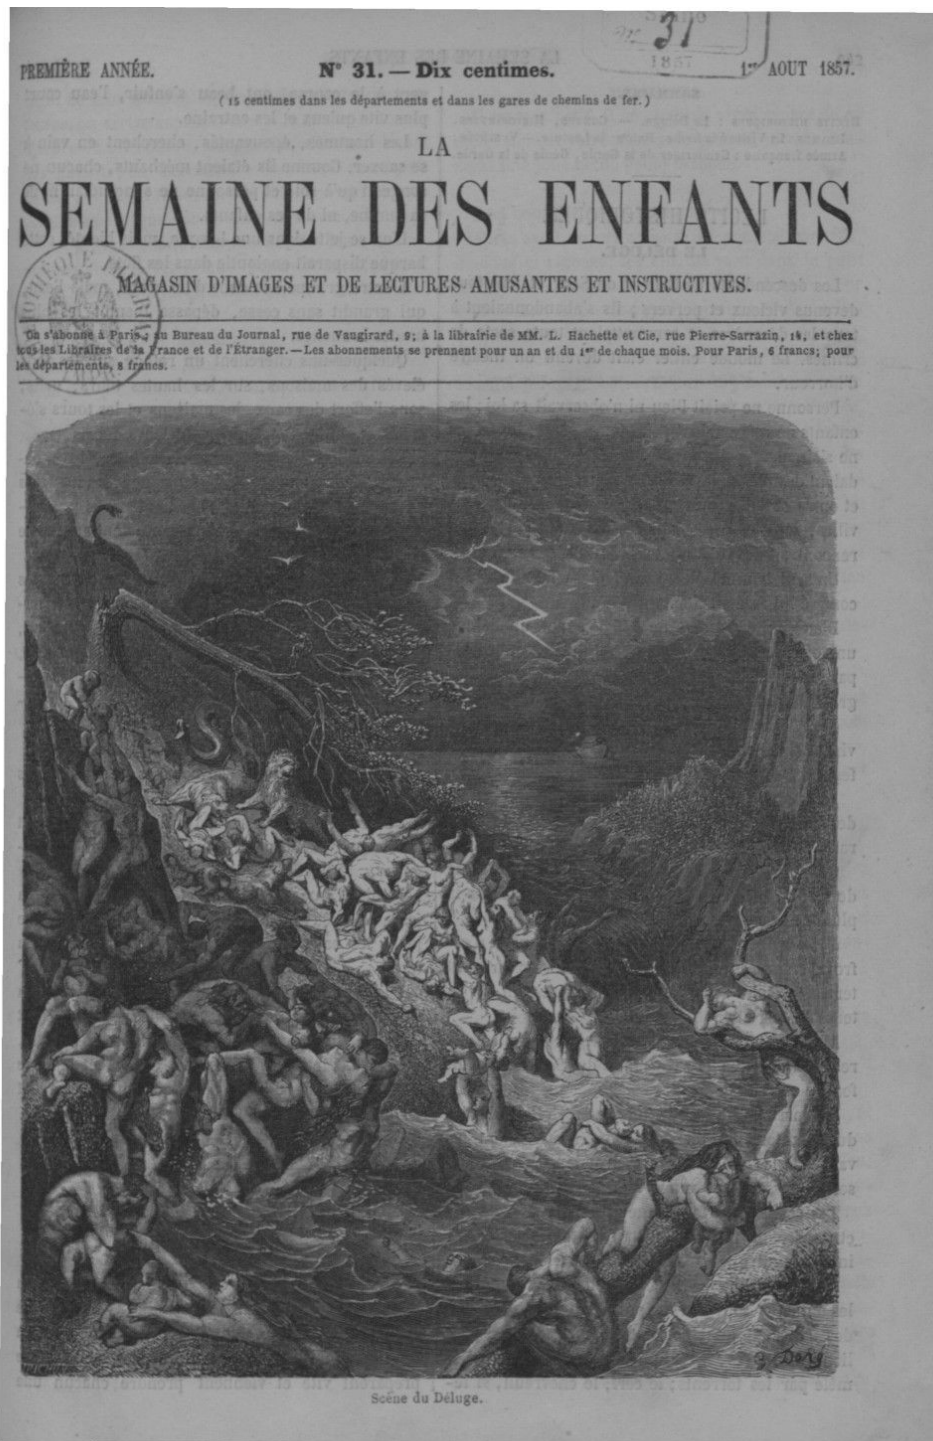 31
1857
PREMIÈRE ANNÉE. N° 31. — Dix centimes. 1er AOUT 1857.
(15 centimes dans les départements et dans les gares de chemins de fer.)
LA
SEMAINE DES ENFANTS
MAGASIN D'IMAGES ET DE LECTURES AMUSANTES ET INSTRUCTIVES.
On s'abonne à Paris, au Bureau du Journal, rue de Vaugirard, 9; à la librairie de MM. L. Hachette et Cie, rue Pierre-Sarrazin, 14, et chez
tous les Libraires de la France et de l'Étranger. — Les abonnements se prennent pour un an et du 1er de chaque mois. Pour Paris, 6 francs; pour
les départements, 8 francs.
G Doré
Scène du Déluge.